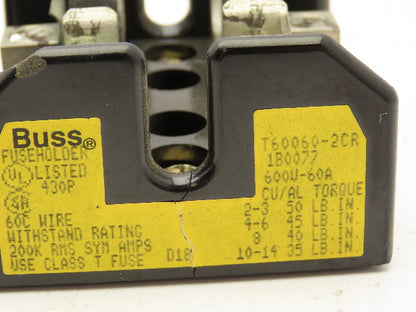 Buss®
FUSEHOLDER
UL LISTED
430P
60C WIRE
WITHSTAND RATING
200K RMS SYM AMPS
USE CLASS T FUSE
D18
T60060-2CR
1B0077
600V-60A
CU/AL TORQUE
2-3 50 LB.IN.
4-6 45 LB.IN.
8 40 LB.IN.
10-14 35 LB.IN.